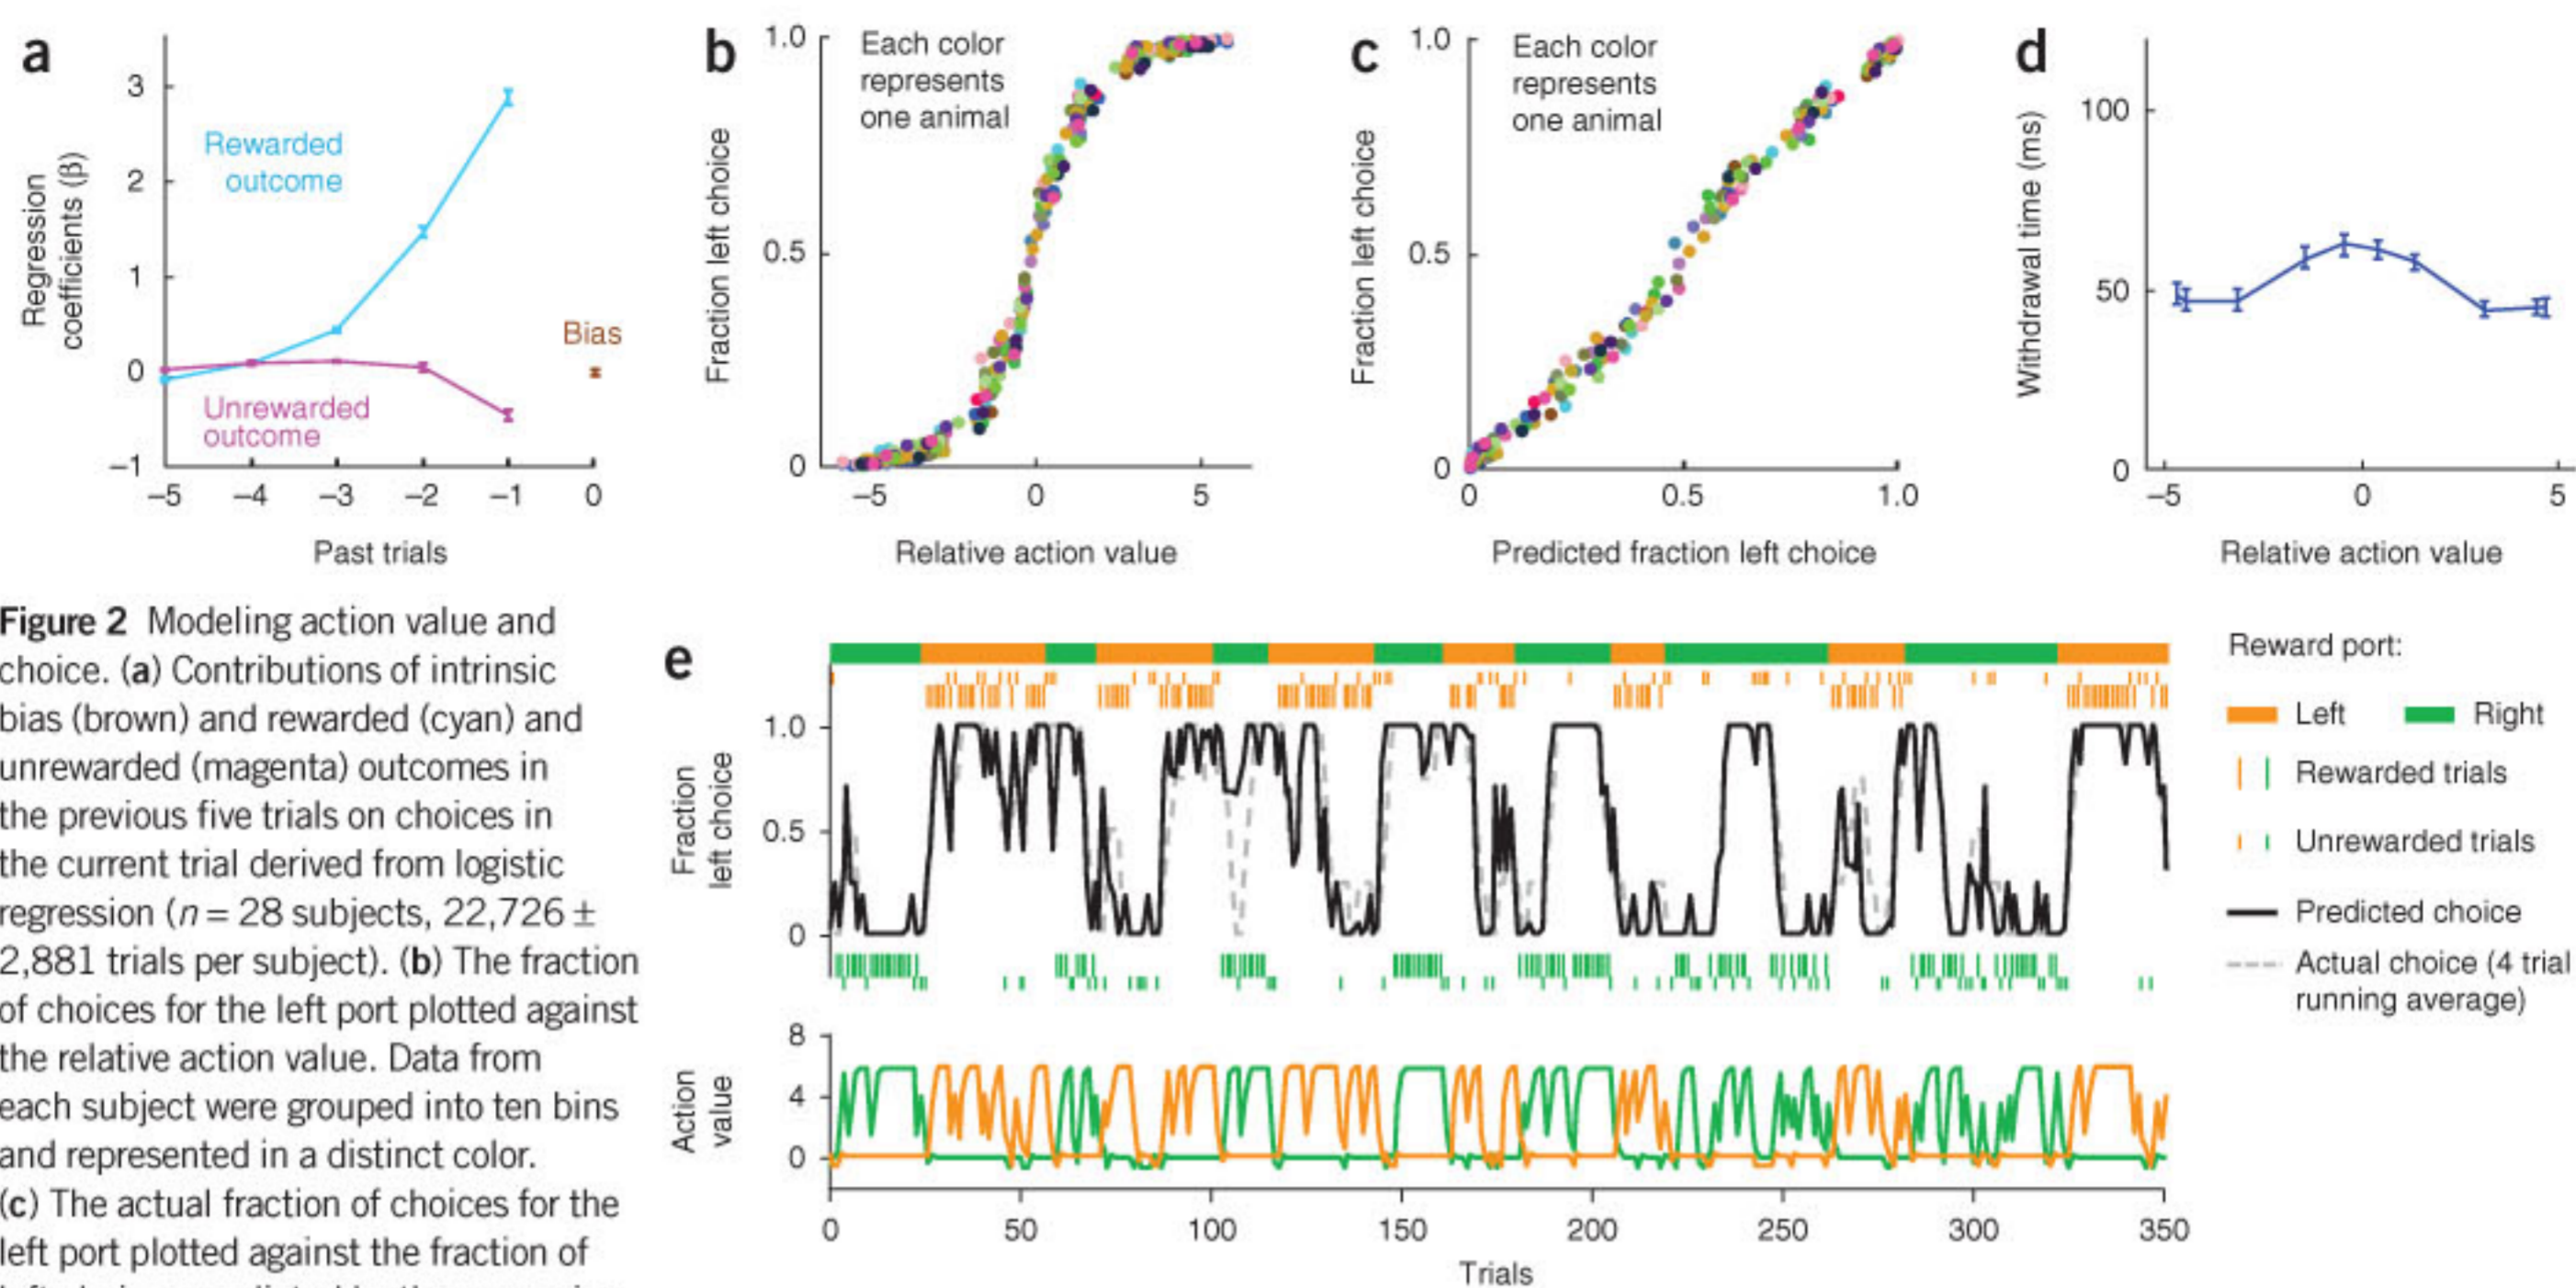 a
3
2
1
0
−1
Regression
coefficients (β)
Rewarded
outcome
Unrewarded
outcome
Bias
−5
−4
−3
−2
−1
0
Past trials
b
1.0
0.5
0
Fraction left choice
Each color
represents
one animal
−5
0
5
Relative action value
c
1.0
0.5
0
Fraction left choice
Each color
represents
one animal
0
0.5
1.0
Predicted fraction left choice
d
100
50
0
Withdrawal time (ms)
−5
0
5
Relative action value
Figure 2 Modeling action value and
choice. (a) Contributions of intrinsic
bias (brown) and rewarded (cyan) and
unrewarded (magenta) outcomes in
the previous five trials on choices in
the current trial derived from logistic
regression (n = 28 subjects, 22,726 ±
2,881 trials per subject). (b) The fraction
of choices for the left port plotted against
the relative action value. Data from
each subject were grouped into ten bins
and represented in a distinct color.
(c) The actual fraction of choices for the
left port plotted against the fraction of
e
1.0
0.5
0
Fraction
left choice
8
4
0
Action
value
0
50
100
150
200
250
300
350
Trials
Reward port:
Left
Right
Rewarded trials
Unrewarded trials
Predicted choice
Actual choice (4 trial
running average)